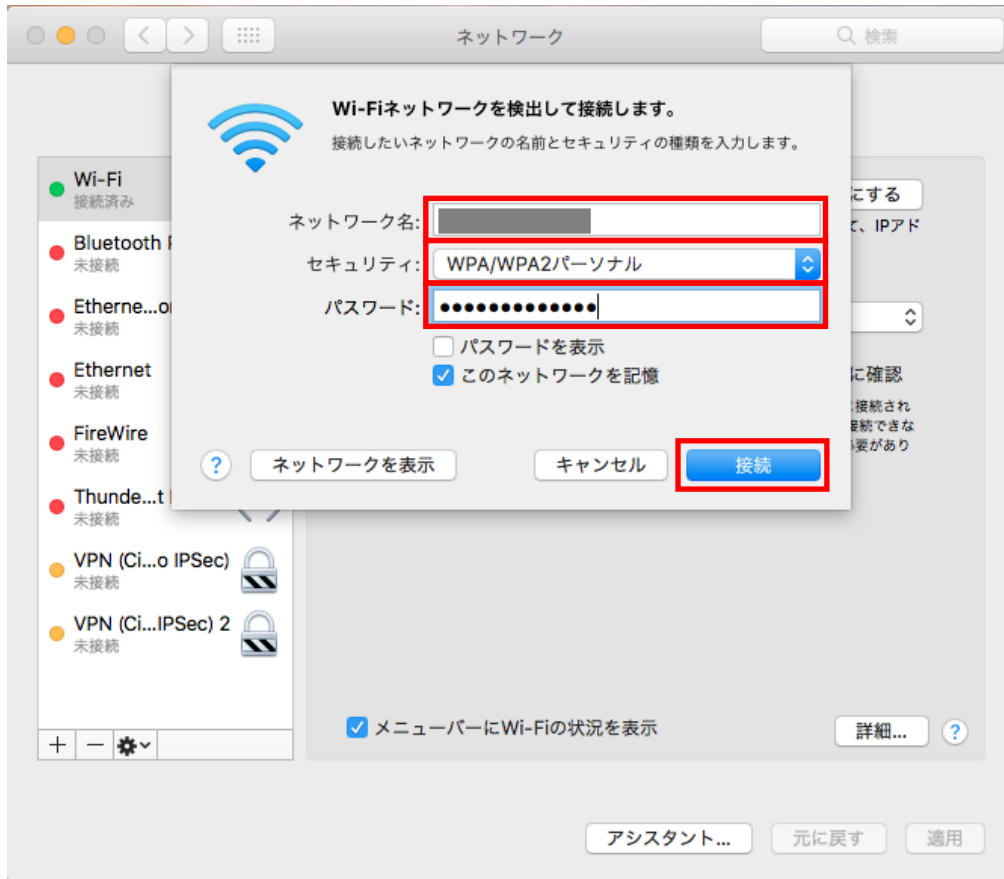 ネットワーク
検索
Wi-Fiネットワークを検出して接続します。
接続したいネットワークの名前とセキュリティの種類を入力します。
ネットワーク名:
セキュリティ: WPA/WPA2パーソナル
パスワード: •••••••••••••
パスワードを表示
このネットワークを記憶
? ネットワークを表示 キャンセル 接続
Wi-Fi
接続済み
Bluetooth
未接続
Etherne...o
未接続
Ethernet
未接続
FireWire
未接続
Thunde...t
未接続
VPN (Ci...o IPSec)
未接続
VPN (Ci...IPSec) 2
未接続
にする
、IPアド
に確認
接続され
接続できな
要があり
メニューバーにWi-Fiの状況を表示
詳細... ?
アシスタント... 元に戻す 適用